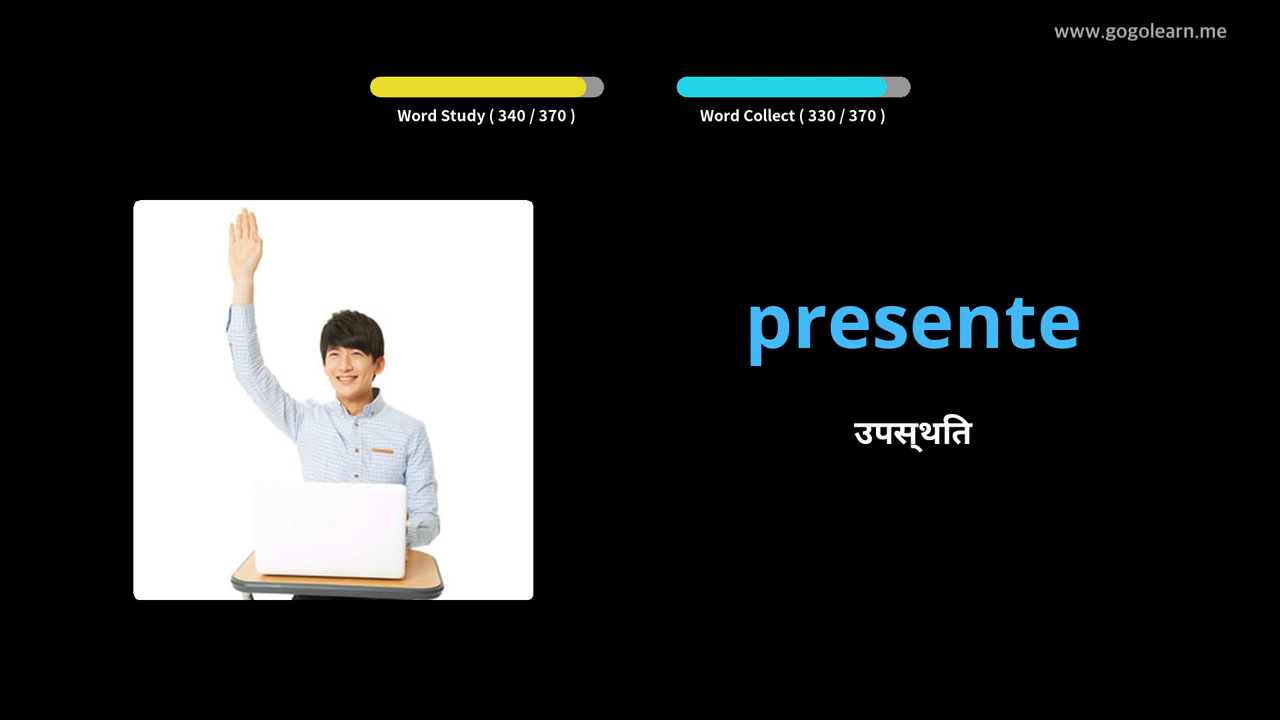 www.gogolearn.me
Word Study ( 340 / 370 )
Word Collect ( 330 / 370 )
presente
उपस्थति